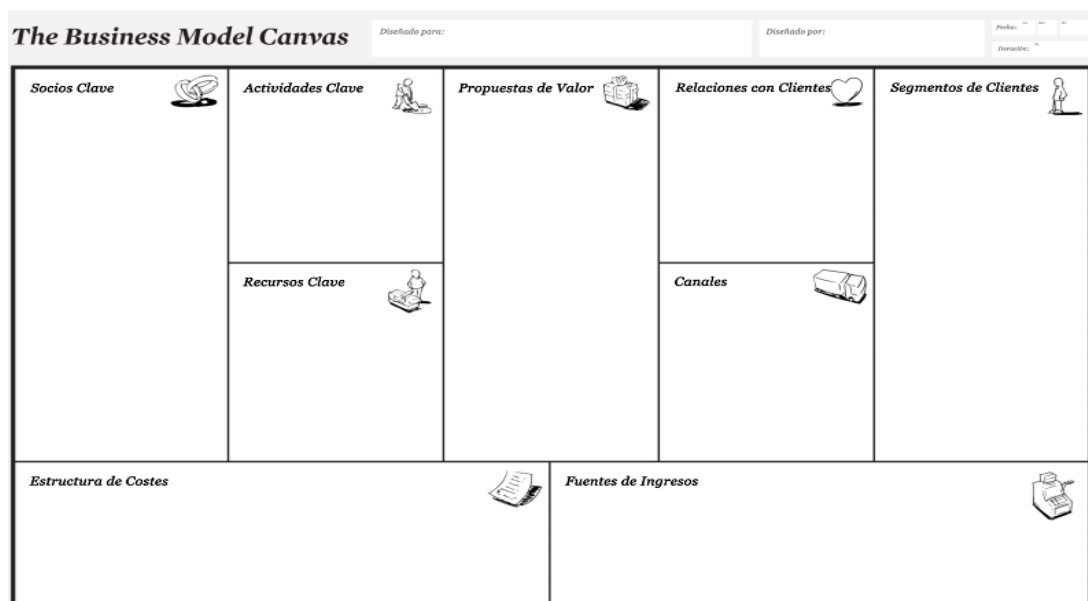 The Business Model Canvas
Diseñado para:
Diseñado por:
Fecha:
Iteración:
Socios Clave
Actividades Clave
Propuestas de Valor
Relaciones con Clientes
Segmentos de Clientes
Recursos Clave
Canales
Estructura de Costes
Fuentes de Ingresos